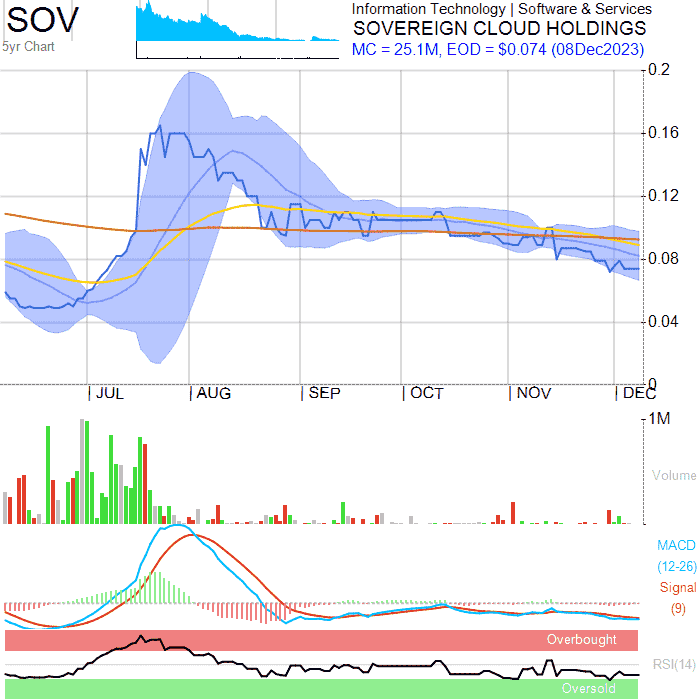 SOV
5yr Chart
Information Technology | Software & Services
SOVEREIGN CLOUD HOLDINGS
MC = 25.1M, EOD = $0.074 (08Dec2023)
0.2
0.16
0.12
0.08
0.04
0
JUL AUG SEP OCT NOV DEC
1M
Volume
MACD
(12-26)
Signal
(9)
Overbought
RSI(14)
Oversold